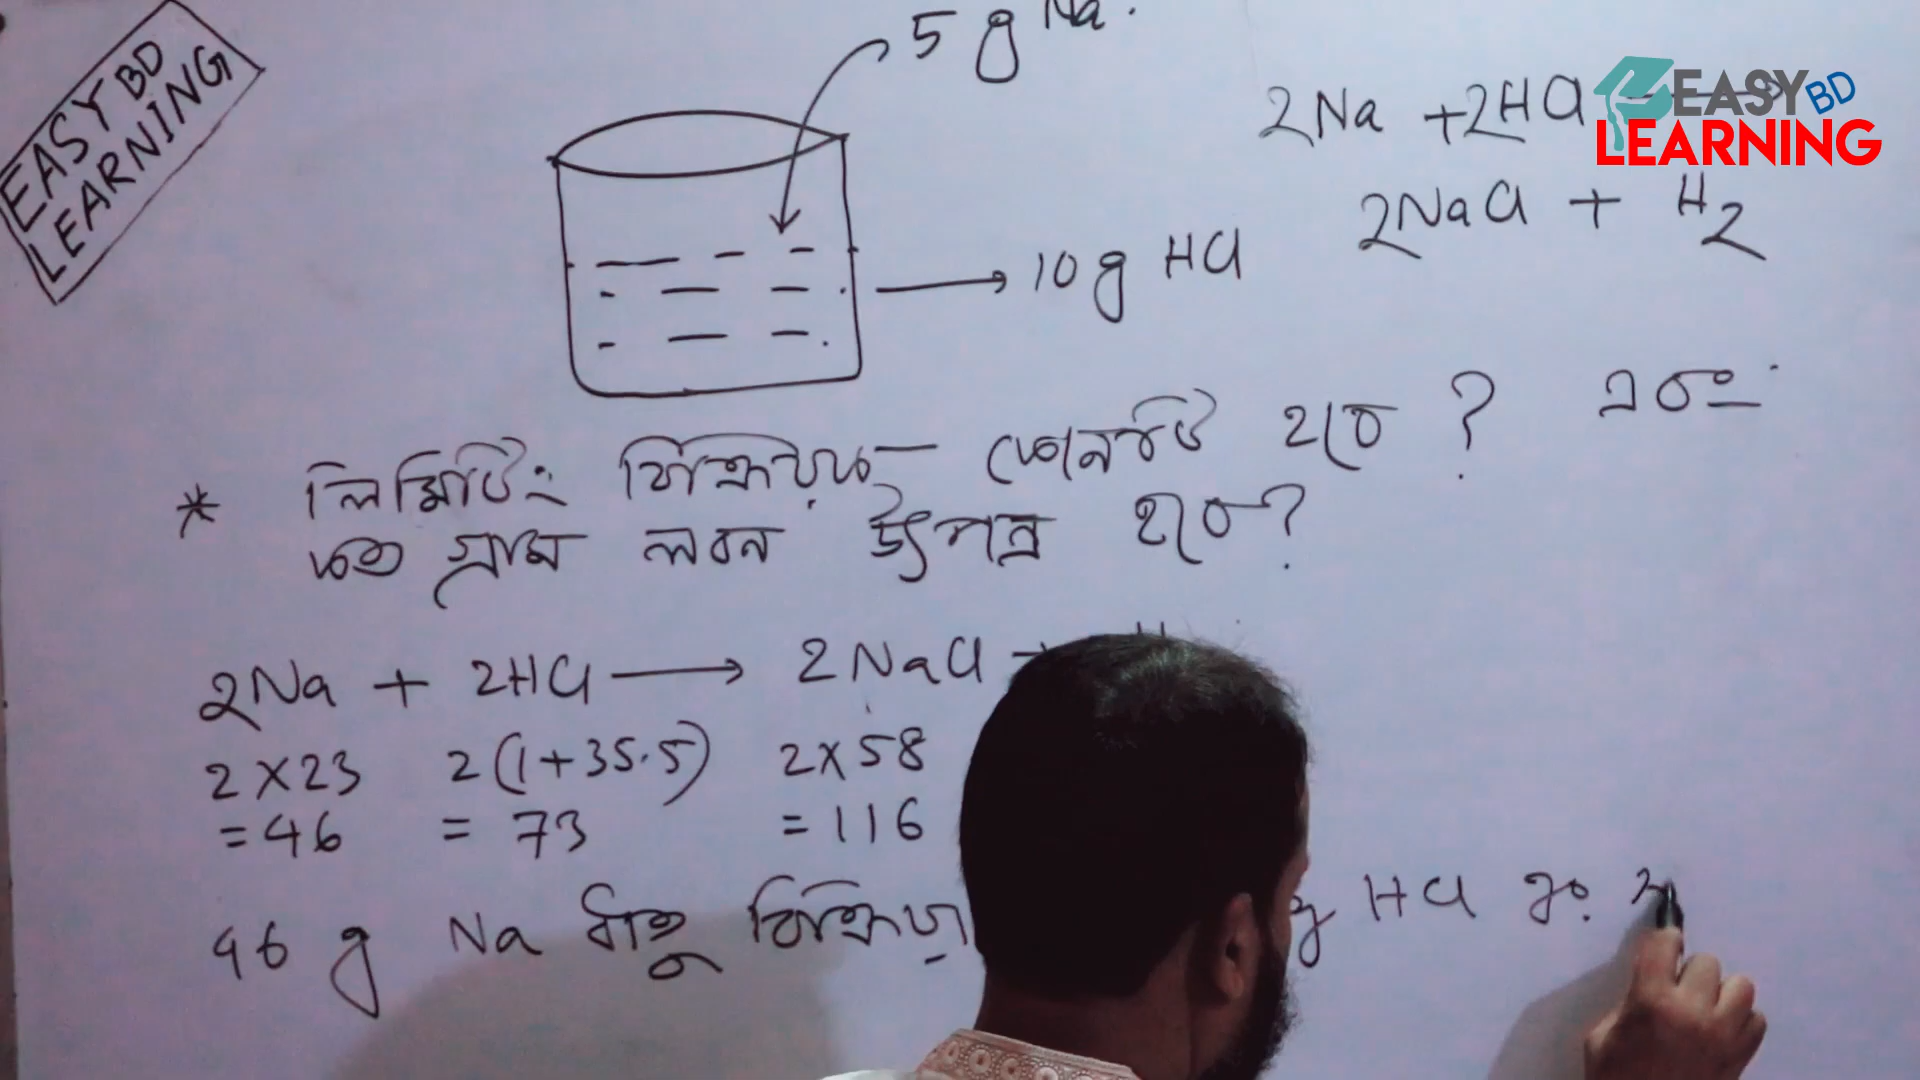 EASY BD
LEARNING
5 g Na.
EASY BD
LEARNING
2Na + 2HCl
2NaCl + H2
10 g HCl
* লিমিটিং বিক্রিয়ক কোনটি হবে ? এবং
কত গ্রাম লবন উৎপন্ন হবে?
2Na + 2HCl ⟶ 2NaCl
2×23 2(1+35.5) 2×58
=46 = 73 =116
46 g Na ধাতু বিক্রিয়া g HCl